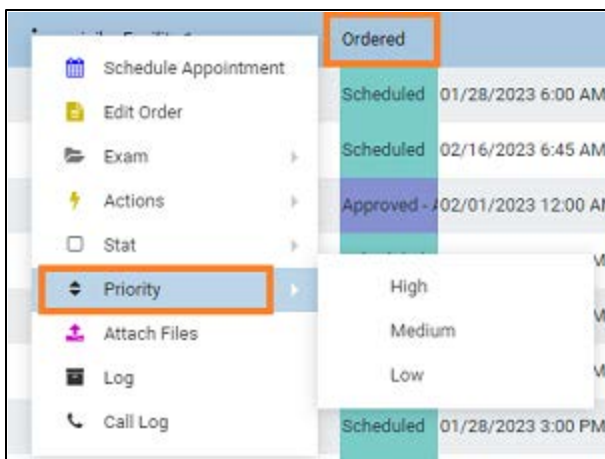 Ordered
Schedule Appointment
Scheduled 01/28/2023 6:00 AM
Edit Order
Exam
Scheduled 02/16/2023 6:45 AM
Actions
Approved - 02/01/2023 12:00 A
Stat
Priority
High
Medium
Attach Files
Low
Log
Call Log
Scheduled 01/28/2023 3:00 PM